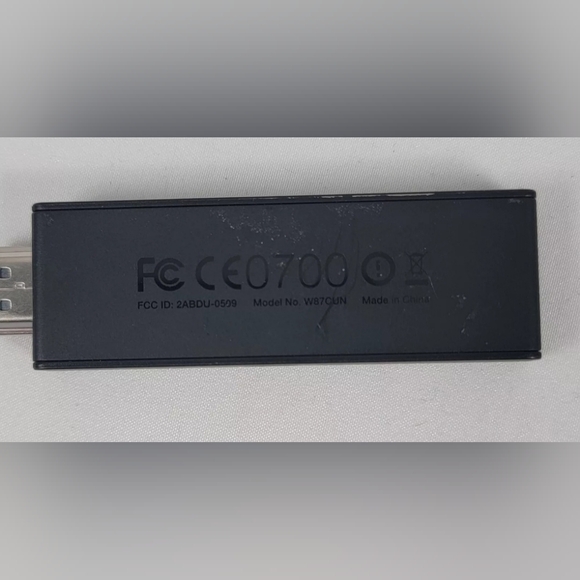 FC CE0700
FCC ID: 2ABDU-0509 Model No. W87CUN Made in China